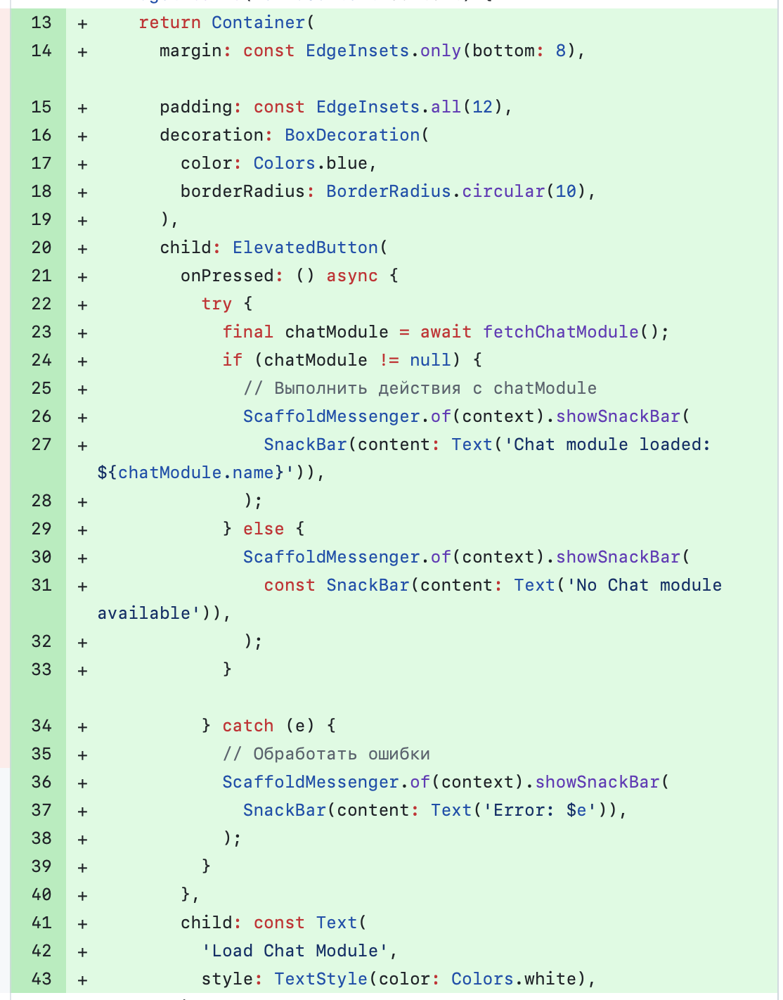 13 +     return Container(
14 +       margin: const EdgeInsets.only(bottom: 8),
15 +       padding: const EdgeInsets.all(12),
16 +       decoration: BoxDecoration(
17 +         color: Colors.blue,
18 +         borderRadius: BorderRadius.circular(10),
19 +       ),
20 +       child: ElevatedButton(
21 +         onPressed: () async {
22 +           try {
23 +             final chatModule = await fetchChatModule();
24 +             if (chatModule != null) {
25 +               // Выполнить действия с chatModule
26 +               ScaffoldMessenger.of(context).showSnackBar(
27 +                 SnackBar(content: Text('Chat module loaded:
${chatModule.name}')),
28 +               );
29 +             } else {
30 +               ScaffoldMessenger.of(context).showSnackBar(
31 +                 const SnackBar(content: Text('No Chat module
available')),
32 +               );
33 +             }
34 +           } catch (e) {
35 +             // Обработать ошибки
36 +             ScaffoldMessenger.of(context).showSnackBar(
37 +               SnackBar(content: Text('Error: $e')),
38 +             );
39 +           }
40 +         },
41 +         child: const Text(
42 +           'Load Chat Module',
43 +           style: TextStyle(color: Colors.white),